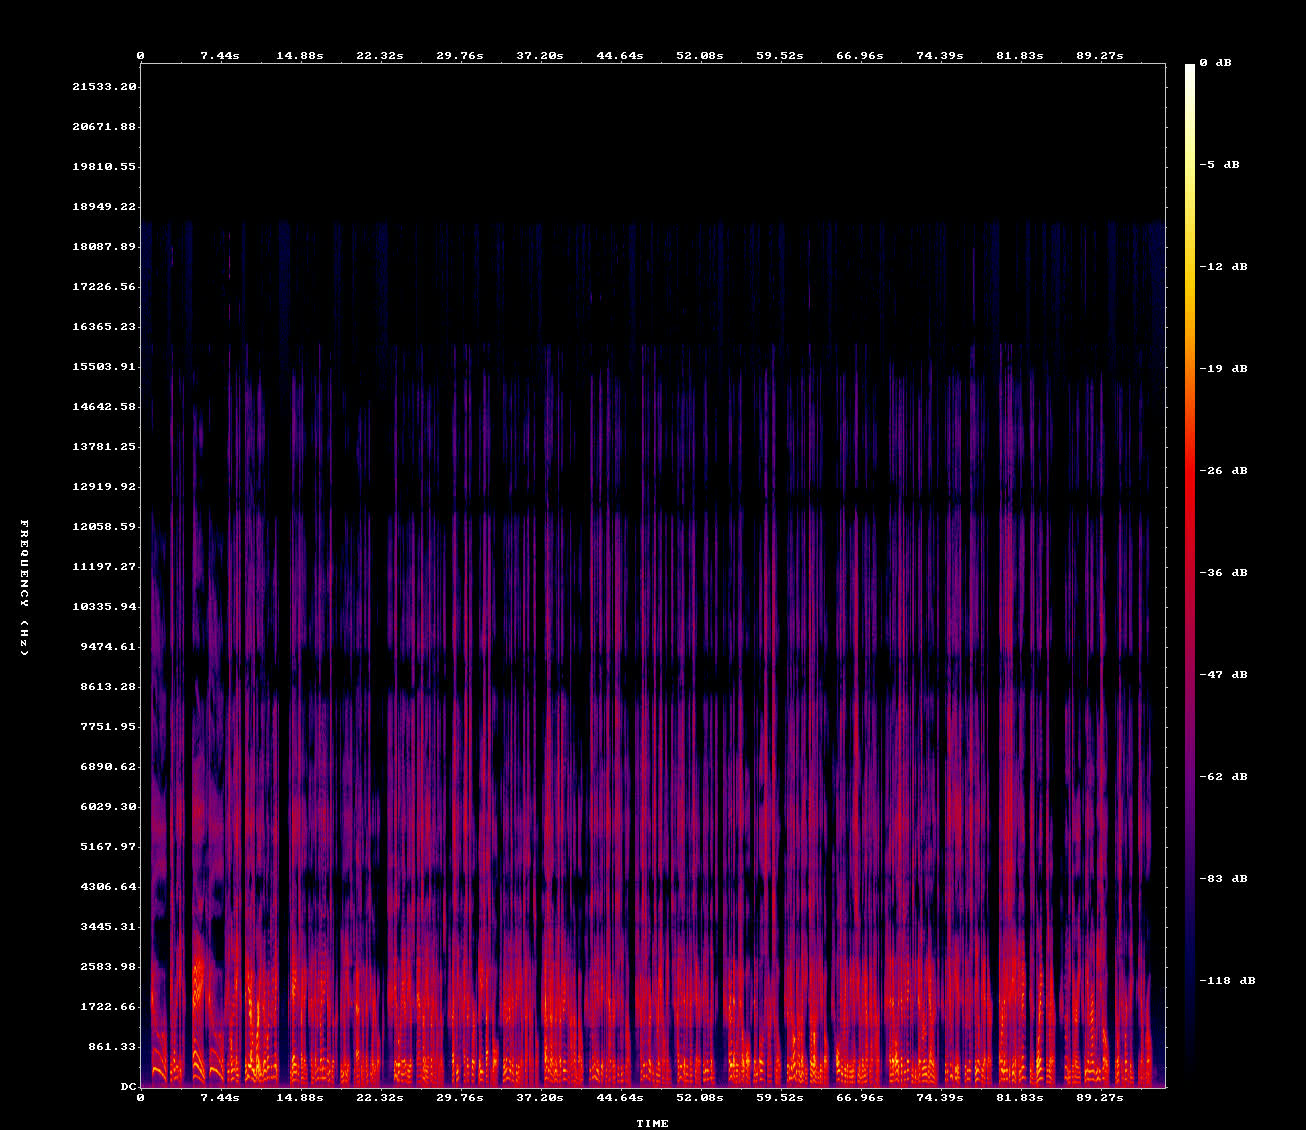 0 7.44s 14.88s 22.32s 29.76s 37.20s 44.64s 52.08s 59.52s 66.96s 74.39s 81.83s 89.27s
0 dB
21533.20
20671.88
19810.55
-5 dB
18949.22
18087.89
-12 dB
17226.56
16365.23
15503.91
-19 dB
14642.58
13781.25
-26 dB
12919.92
12058.59
11197.27
-36 dB
10335.94
9474.61
-47 dB
8613.28
7751.95
6890.62
-62 dB
6029.30
5167.97
-83 dB
4306.64
3445.31
2583.98
-118 dB
1722.66
861.33
DC
FREQUENCY (Hz)
0 7.44s 14.88s 22.32s 29.76s 37.20s 44.64s 52.08s 59.52s 66.96s 74.39s 81.83s 89.27s
TIME